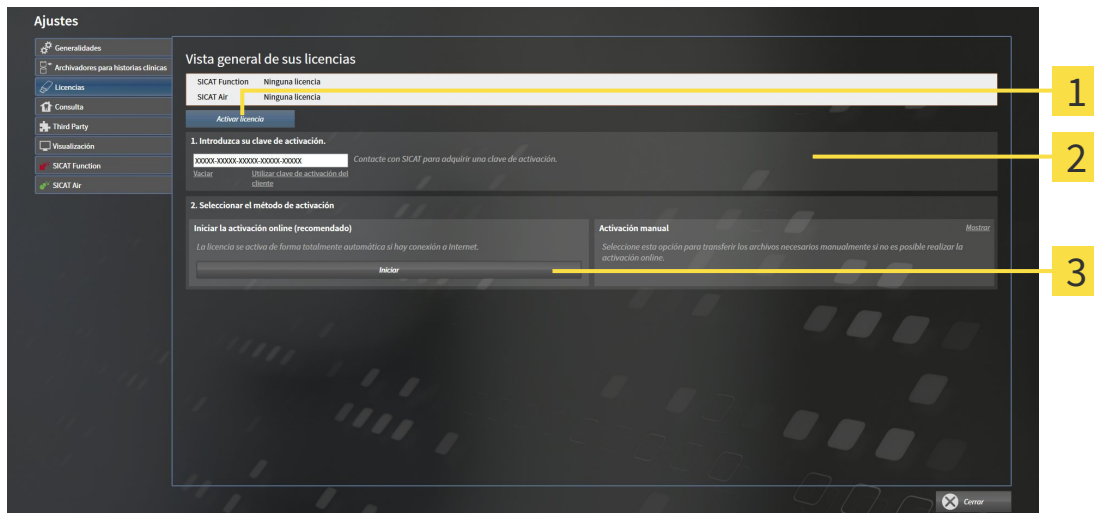 Ajustes
Generalidades
Archivadores para historias clínicas
Licencias
Consulta
Third Party
Visualización
SICAT Function
SICAT Air
Vista general de sus licencias
SICAT Function Ninguna licencia
SICAT Air Ninguna licencia
Activar licencia
1. Introduzca su clave de activación.
XXXXX-XXXXX-XXXXX-XXXXX-XXXXX
Contacte con SICAT para adquirir una clave de activación.
Vaciar
Utilizar clave de activación del
cliente
2. Seleccionar el método de activación
Iniciar la activación online (recomendado)
La licencia se activa de forma totalmente automática si hay conexión a Internet.
Iniciar
Activación manual
Mostrar
Seleccione esta opción para transferir los archivos necesarios manualmente si no es posible realizar la
activación online.
Cerrar
1
2
3